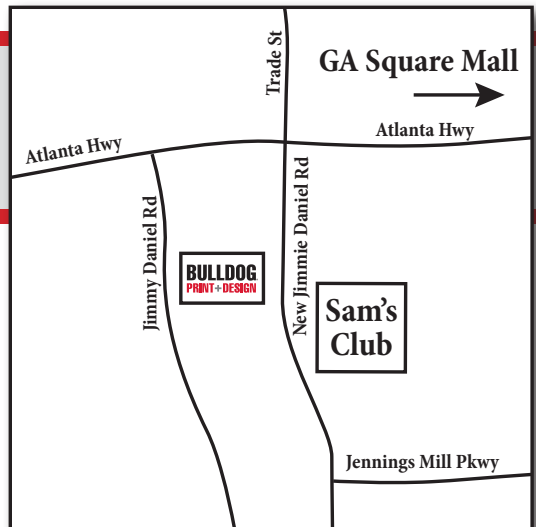 Trade St
GA Square Mall
Atlanta Hwy
Atlanta Hwy
Jimmy Daniel Rd
BULLDOG
PRINT+DESIGN
New Jimmie Daniel Rd
Sam's
Club
Jennings Mill Pkwy